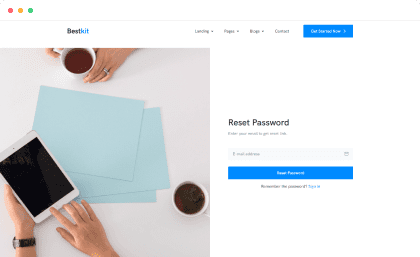 Bestkit
Landing Pages Blogs Contact Get Started Now
Reset Password
Enter your email to get reset link
E-mail address
Reset Password
Remember the password? Sign in